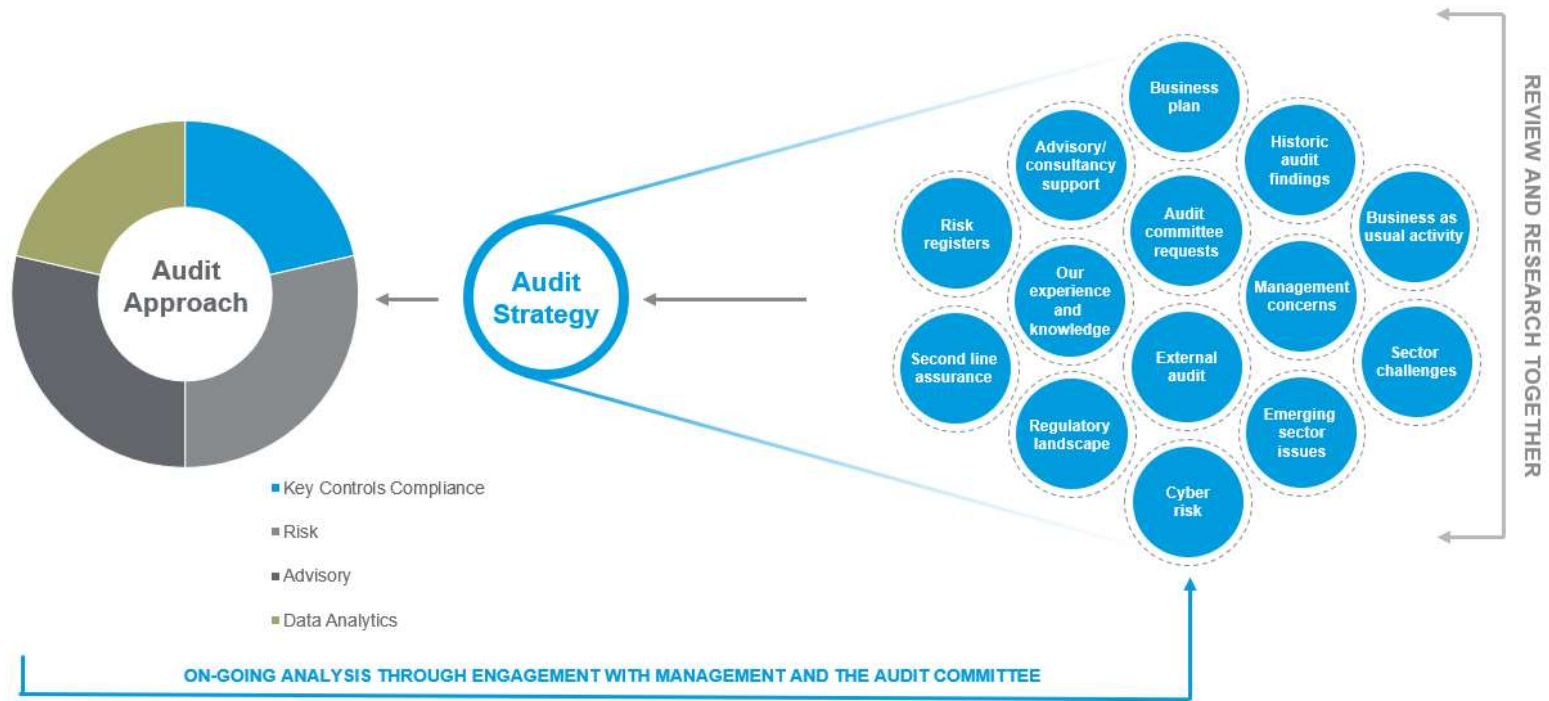 Audit
Approach
Key Controls Compliance
Risk
Advisory
Data Analytics
Audit
Strategy
Business
plan
Advisory/
consultancy
support
Historic
audit
findings
Risk
registers
Audit
committee
requests
Business as
usual activity
Our
experience
and
knowledge
Management
concerns
Second line
assurance
External
audit
Sector
challenges
Regulatory
landscape
Emerging
sector
issues
Cyber
risk
REVIEW AND RESEARCH TOGETHER
ON-GOING ANALYSIS THROUGH ENGAGEMENT WITH MANAGEMENT AND THE AUDIT COMMITTEE